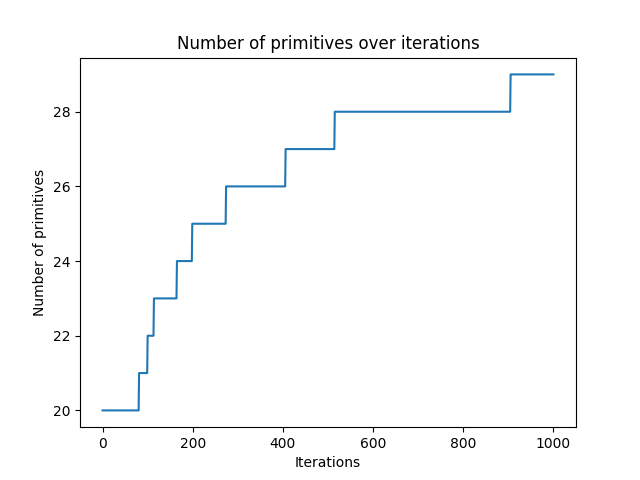 Number of primitives over iterations
Number of primitives
28
26
24
22
20
0 200 400 600 800 1000
Iterations